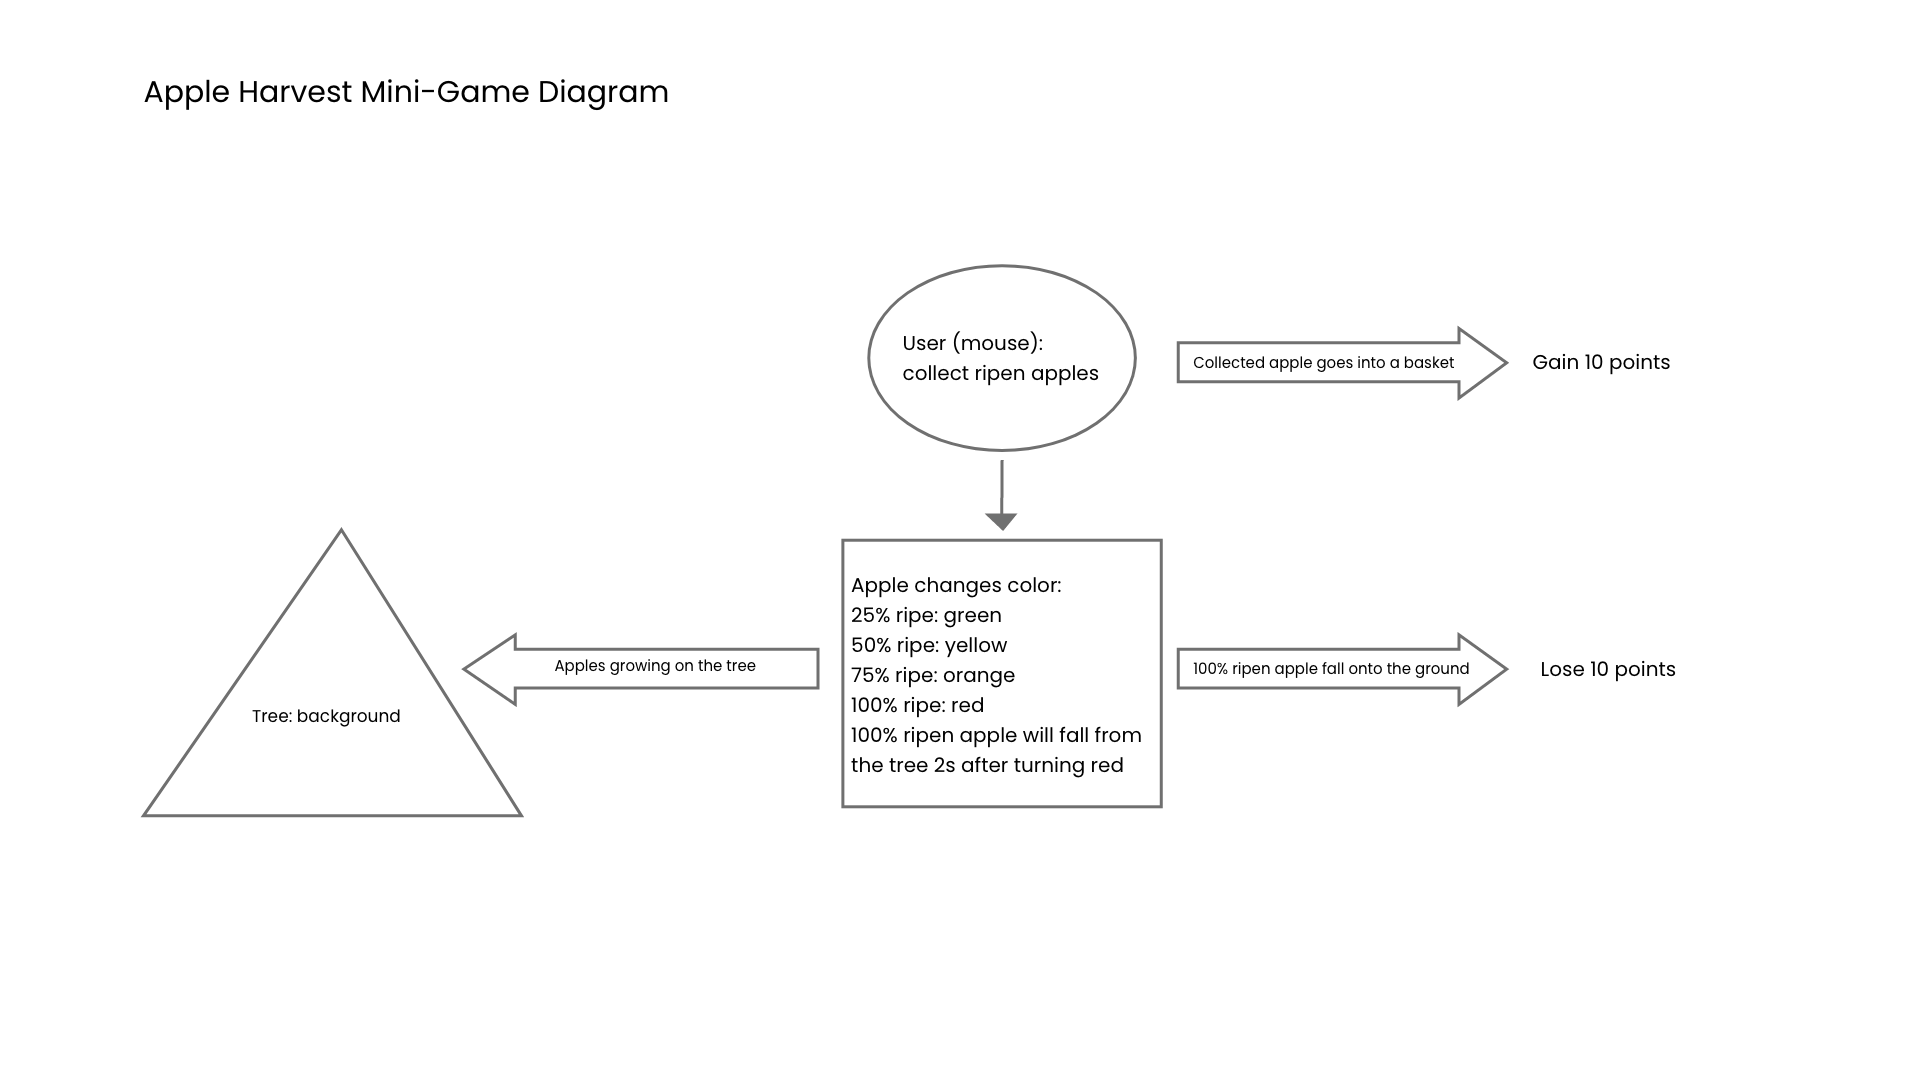 Apple Harvest Mini-Game Diagram
User (mouse):
collect ripen apples
Collected apple goes into a basket
Gain 10 points
Tree: background
Apples growing on the tree
Apple changes color:
25% ripe: green
50% ripe: yellow
75% ripe: orange
100% ripe: red
100% ripen apple will fall from
the tree 2s after turning red
100% ripen apple fall onto the ground
Lose 10 points